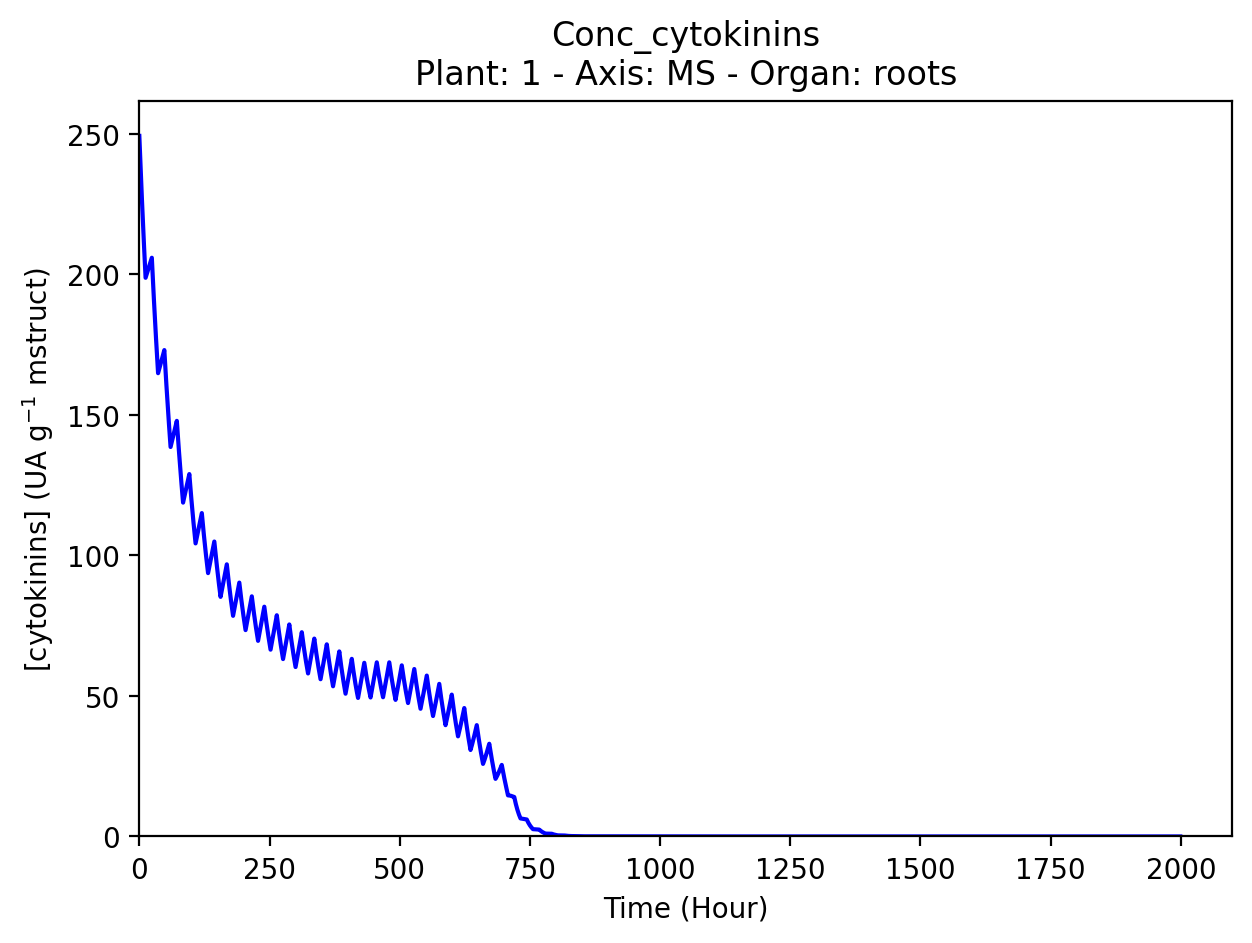 Conc_cytokinins
Plant: 1 - Axis: MS - Organ: roots
[cytokinins] (UA g⁻¹ mstruct)
250
200
150
100
50
0
0 250 500 750 1000 1250 1500 1750 2000
Time (Hour)